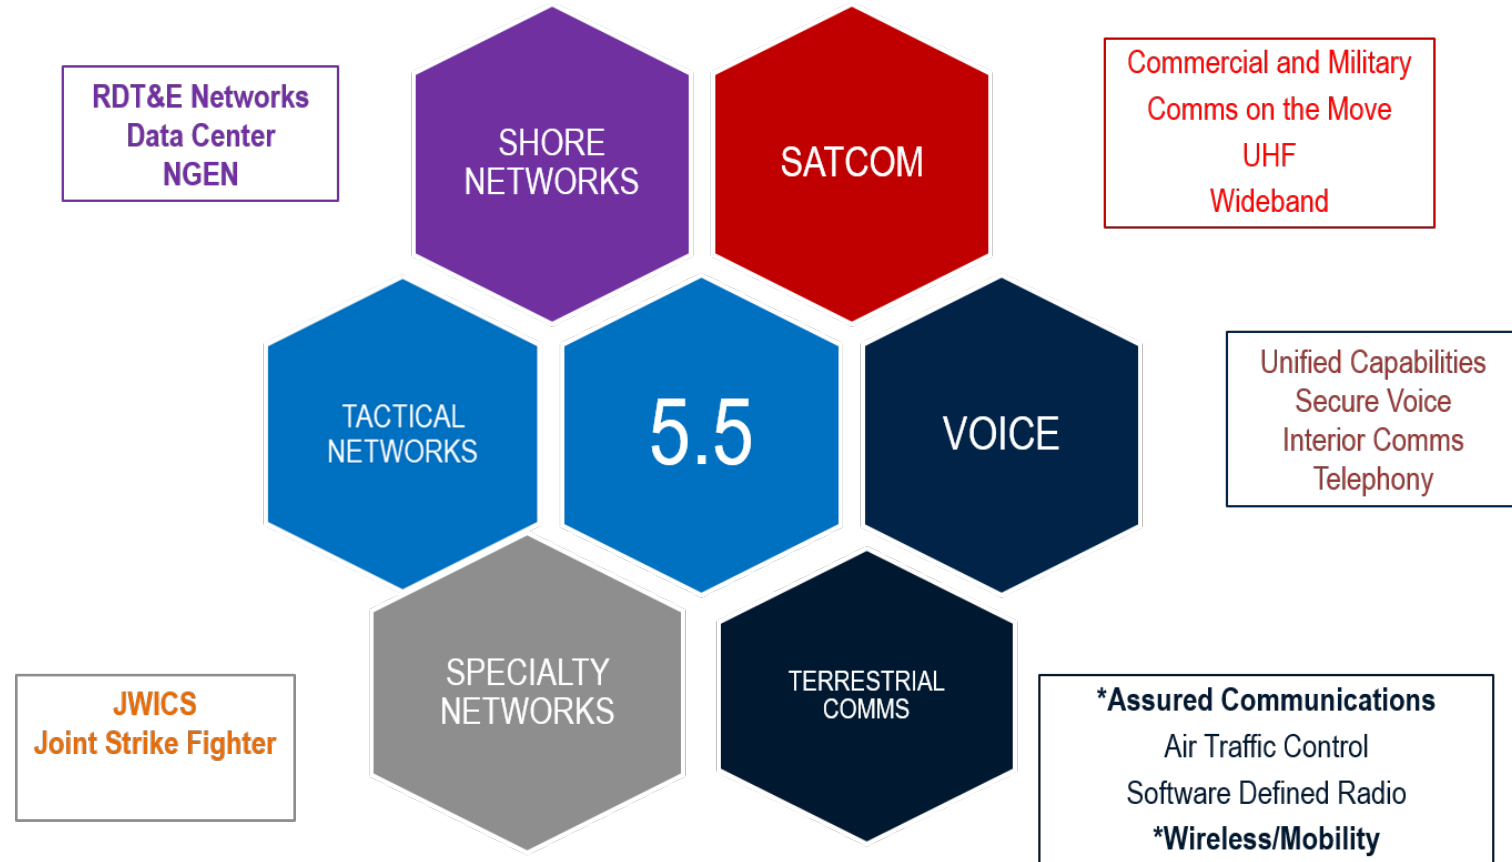 RDT&E Networks
Data Center
NGEN
SHORE
NETWORKS
SATCOM
Commercial and Military
Comms on the Move
UHF
Wideband
TACTICAL
NETWORKS
5.5
VOICE
Unified Capabilities
Secure Voice
Interior Comms
Telephony
JWICS
Joint Strike Fighter
SPECIALTY
NETWORKS
TERRESTRIAL
COMMS
*Assured Communications
Air Traffic Control
Software Defined Radio
*Wireless/Mobility